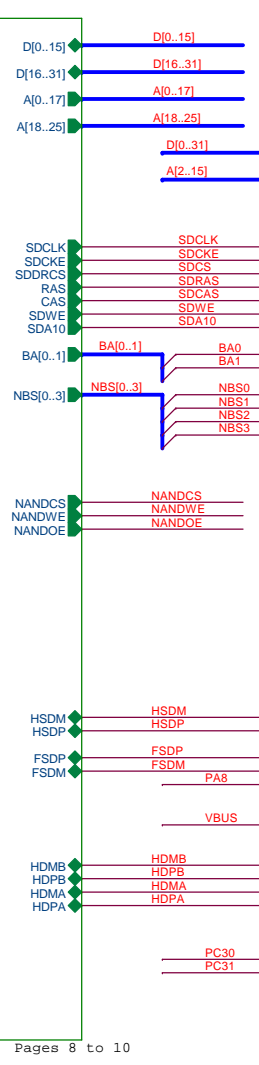 D[0..15] D[0..15]
D[16..31] D[16..31]
A[0..17] A[0..17]
A[18..25] A[18..25]
D[0..31]
A[2..15]
SDCLK SDCLK
SDCKE SDCKE
SDDRCS SDCS
RAS SDRAS
CAS SDCAS
SDWE SDWE
SDA10 SDA10
BA[0..1] BA[0..1] BA0
BA1
NBS[0..3] NBS[0..3] NBS0
NBS1
NBS2
NBS3
NANDCS NANDCS
NANDWE NANDWE
NANDOE NANDOE
HSDM HSDM
HSDP HSDP
FSDP FSDP
FSDM FSDM
PA8
VBUS
HDMB HDMB
HDPB HDPB
HDMA HDMA
HDPA HDPA
PC30
PC31
Pages 8 to 10